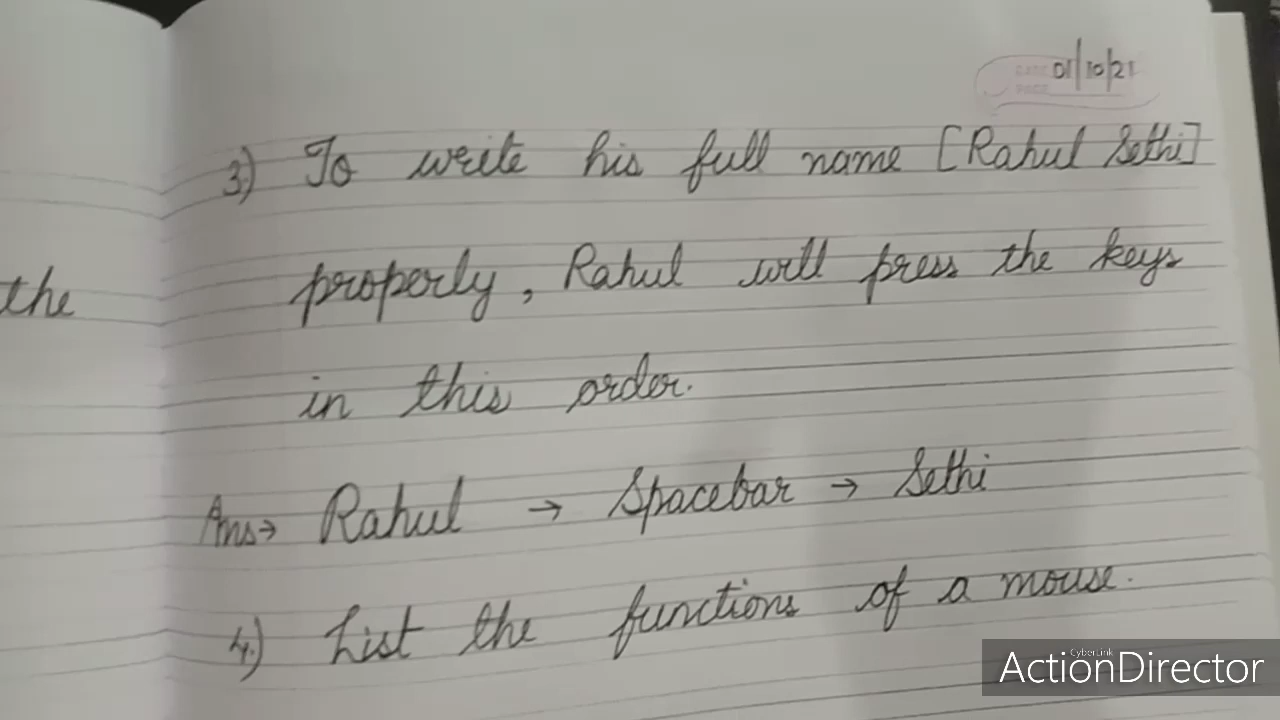 01/10/21
3) To write his full name [Rahul Sethi]
properly, Rahul will press the keys
the
in this order.
Ans→ Rahul → Spacebar → Sethi
4.) List the functions of a mouse.
CyberLink
ActionDirector